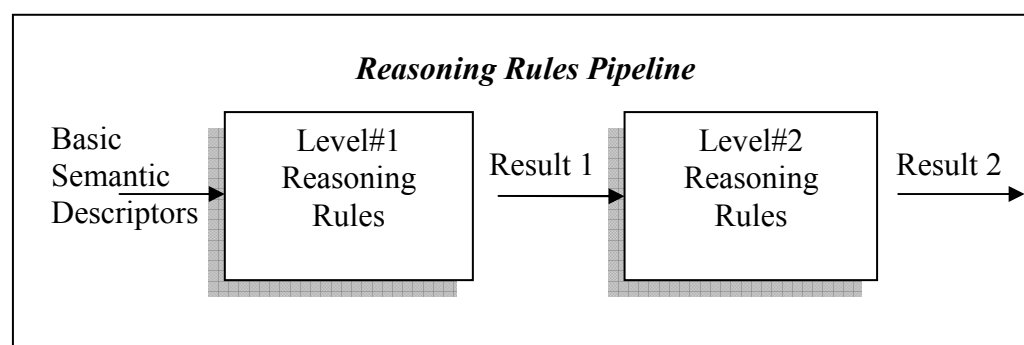 Reasoning Rules Pipeline
Basic
Semantic
Descriptors
Level#1
Reasoning
Rules
Result 1
Level#2
Reasoning
Rules
Result 2